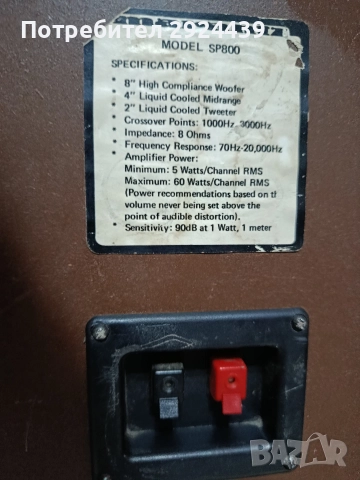 Потребител 2924439
MODEL SP800
SPECIFICATIONS:
• 8" High Compliance Woofer
• 4" Liquid Cooled Midrange
• 2" Liquid Cooled Tweeter
• Crossover Points: 1000Hz, 3000Hz
• Impedance: 8 Ohms
• Frequency Response: 70Hz-20,000Hz
• Amplifier Power:
Minimum: 5 Watts/Channel RMS
Maximum: 60 Watts/Channel RMS
(Power recommendations based on
volume never being set above the
point of audible distortion).
• Sensitivity: 90dB at 1 Watt, 1 meter
BAZAR